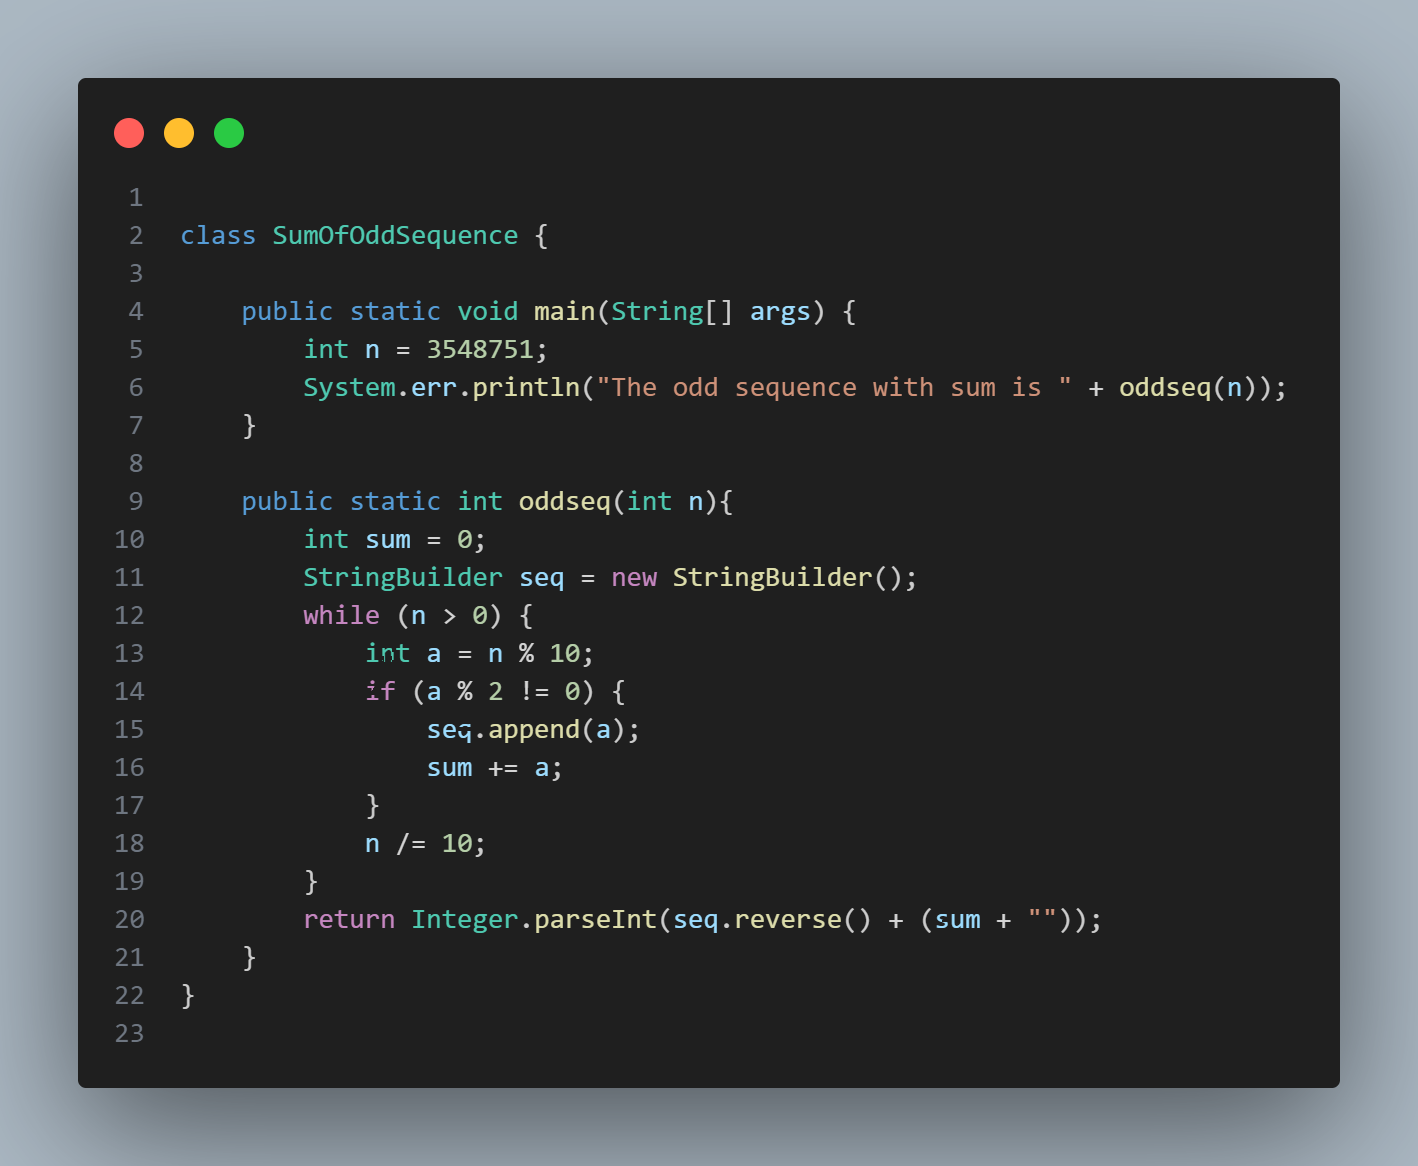 1
2 class SumOfOddSequence {
3
4     public static void main(String[] args) {
5         int n = 3548751;
6         System.err.println("The odd sequence with sum is " + oddseq(n));
7     }
8
9     public static int oddseq(int n){
10         int sum = 0;
11         StringBuilder seq = new StringBuilder();
12         while (n > 0) {
13             int a = n % 10;
14             if (a % 2 != 0) {
15                 seq.append(a);
16                 sum += a;
17             }
18             n /= 10;
19         }
20         return Integer.parseInt(seq.reverse() + (sum + ""));
21     }
22 }
23